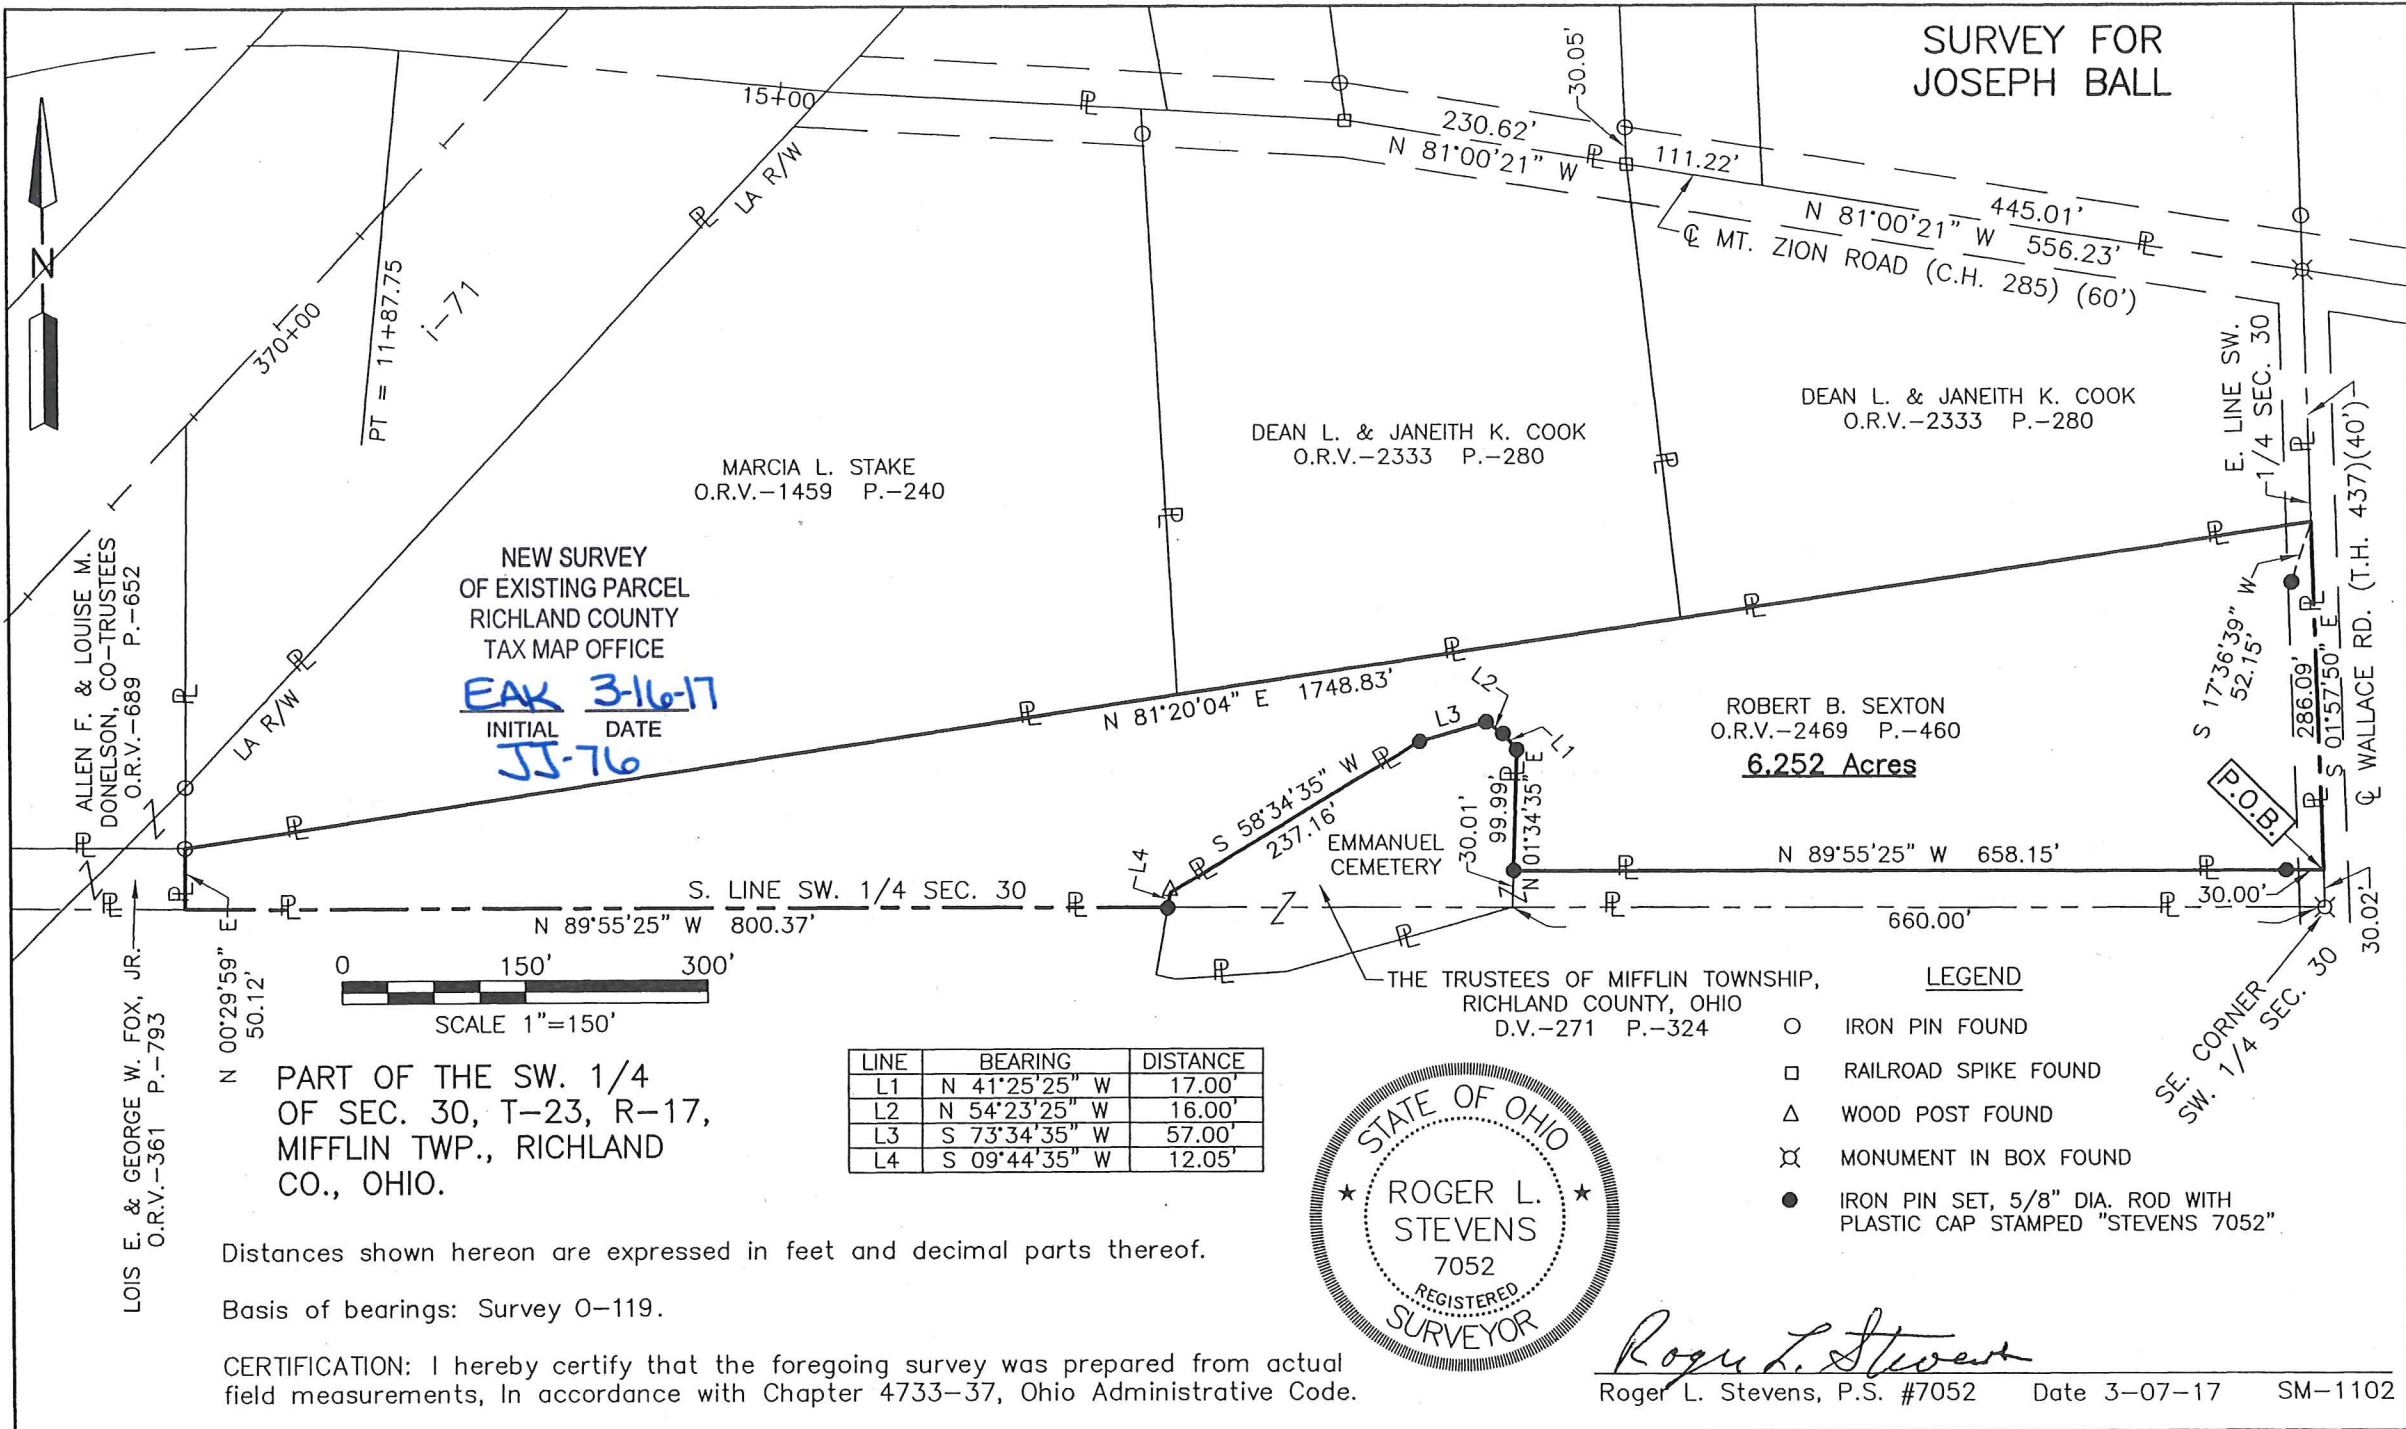 SURVEY FOR
JOSEPH BALL
N
15+00
LA R/W
370+00
PT = 11+87.75
i-71
30.05'
230.62'
N 81°00'21" W
111.22'
445.01'
N 81°00'21" W 556.23'
℄ MT. ZION ROAD (C.H. 285) (60')
E. LINE SW.
1/4 SEC. 30
DEAN L. & JANEITH K. COOK
O.R.V.-2333 P.-280
DEAN L. & JANEITH K. COOK
O.R.V.-2333 P.-280
MARCIA L. STAKE
O.R.V.-1459 P.-240
NEW SURVEY
OF EXISTING PARCEL
RICHLAND COUNTY
TAX MAP OFFICE
EAK 3-16-17
INITIAL DATE
JJ-76
ALLEN F. & LOUISE M.
DONELSON, CO-TRUSTEES
O.R.V.-689 P.-652
LA R/W
N 81°20'04" E 1748.83'
L2
L3
L1
S 58°34'35" W
237.16'
L4
EMMANUEL
CEMETERY
30.01'
99.99'
N 01°34'35" E
ROBERT B. SEXTON
O.R.V.-2469 P.-460
6.252 Acres
S 17°36'39" W
52.15'
286.09'
S 01°57'50" E
℄ WALLACE RD. (T.H. 437)(40')
P.O.B.
N 89°55'25" W 658.15'
30.00'
660.00'
30.02'
S. LINE SW. 1/4 SEC. 30
N 89°55'25" W 800.37'
N 00°29'59" E
50.12'
LOIS E. & GEORGE W. FOX, JR.
O.R.V.-361 P.-793
0 150' 300'
SCALE 1"=150'
THE TRUSTEES OF MIFFLIN TOWNSHIP,
RICHLAND COUNTY, OHIO
D.V.-271 P.-324
SE. CORNER
SW. 1/4 SEC. 30
PART OF THE SW. 1/4
OF SEC. 30, T-23, R-17,
MIFFLIN TWP., RICHLAND
CO., OHIO.
LINE BEARING DISTANCE
L1 N 41°25'25" W 17.00'
L2 N 54°23'25" W 16.00'
L3 S 73°34'35" W 57.00'
L4 S 09°44'35" W 12.05'
LEGEND
IRON PIN FOUND
RAILROAD SPIKE FOUND
WOOD POST FOUND
MONUMENT IN BOX FOUND
IRON PIN SET, 5/8" DIA. ROD WITH
PLASTIC CAP STAMPED "STEVENS 7052"
STATE OF OHIO
ROGER L.
STEVENS
7052
REGISTERED
SURVEYOR
Distances shown hereon are expressed in feet and decimal parts thereof.
Basis of bearings: Survey O-119.
CERTIFICATION: I hereby certify that the foregoing survey was prepared from actual
field measurements, In accordance with Chapter 4733-37, Ohio Administrative Code.
Roger L. Stevens
Roger L. Stevens, P.S. #7052 Date 3-07-17 SM-1102